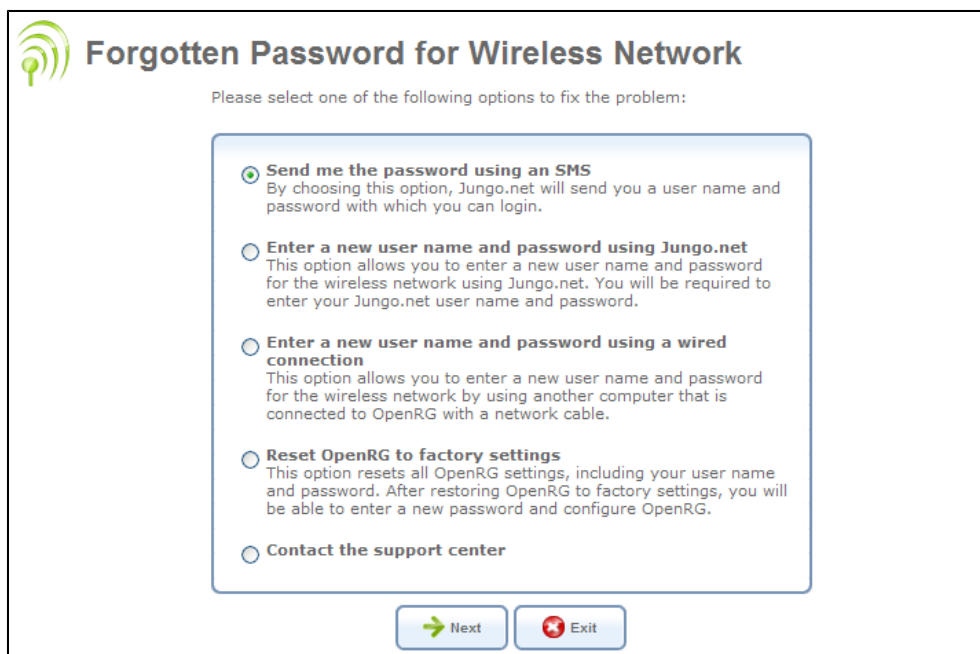 Forgotten Password for Wireless Network
Please select one of the following options to fix the problem:
Send me the password using an SMS
By choosing this option, Jungo.net will send you a user name and
password with which you can login.
Enter a new user name and password using Jungo.net
This option allows you to enter a new user name and password
for the wireless network using Jungo.net. You will be required to
enter your Jungo.net user name and password.
Enter a new user name and password using a wired
connection
This option allows you to enter a new user name and password
for the wireless network by using another computer that is
connected to OpenRG with a network cable.
Reset OpenRG to factory settings
This option resets all OpenRG settings, including your user name
and password. After restoring OpenRG to factory settings, you will
be able to enter a new password and configure OpenRG.
Contact the support center
Next
Exit